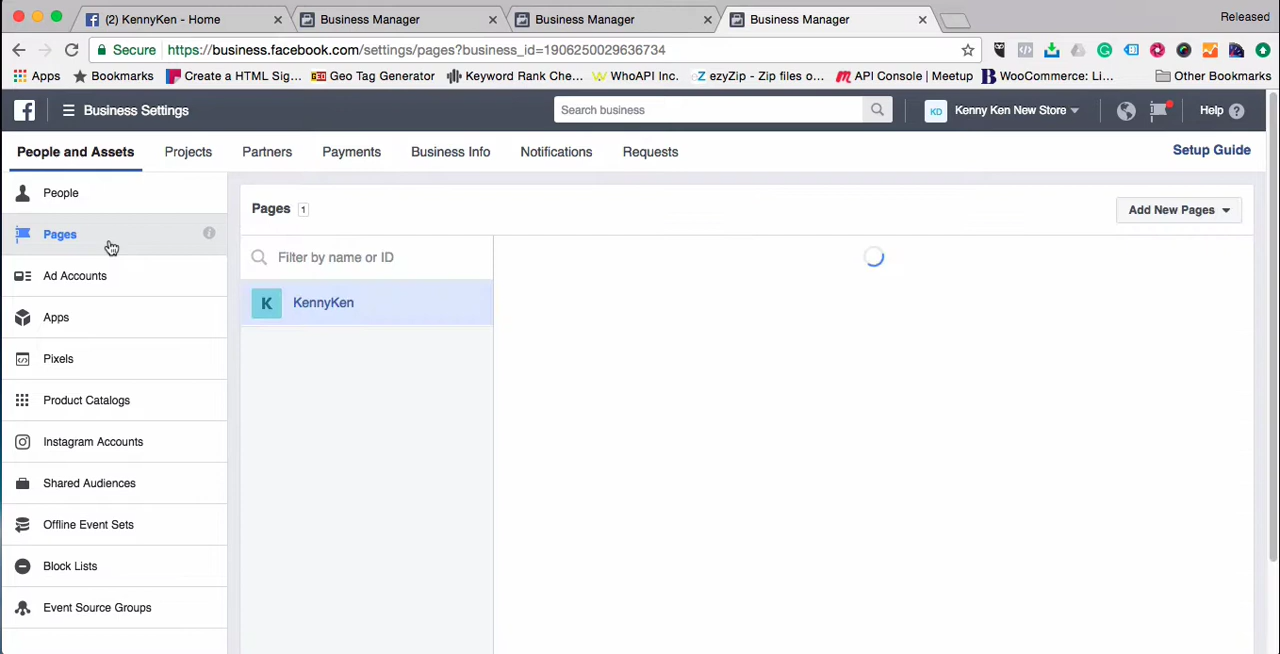 (2) KennyKen - Home
Business Manager
Business Manager
Business Manager
Released
Secure
https://business.facebook.com/settings/pages?business_id=1906250029636734
Apps
Bookmarks
Create a HTML Sig...
Geo Tag Generator
Keyword Rank Che...
WhoAPI Inc.
ezyZip - Zip files o...
API Console | Meetup
WooCommerce: Li...
Other Bookmarks
Business Settings
Search business
KD
Kenny Ken New Store
Help
People and Assets
Projects
Partners
Payments
Business Info
Notifications
Requests
Setup Guide
People
Pages
Ad Accounts
Apps
Pixels
Product Catalogs
Instagram Accounts
Shared Audiences
Offline Event Sets
Block Lists
Event Source Groups
Pages 1
Add New Pages
Filter by name or ID
K
KennyKen